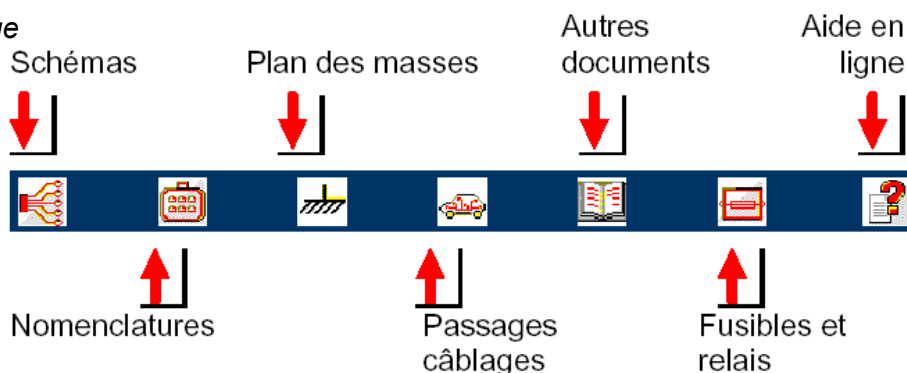 Schémas
Plan des masses
Autres
documents
Aide en
ligne
Nomenclatures
Passages
câblages
Fusibles et
relais